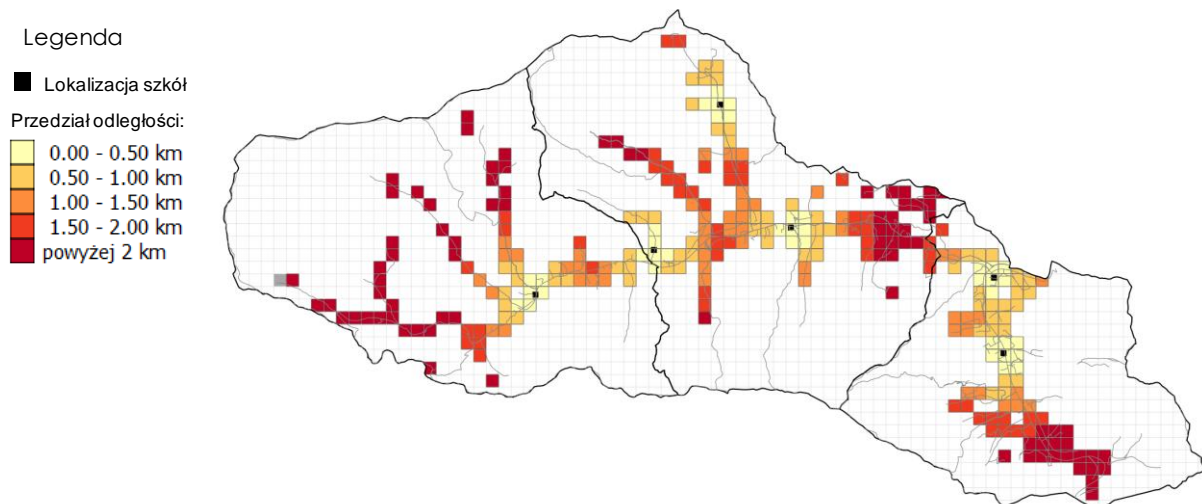 Legenda
Lokalizacja szkół
Przedział odległości:
0.00 - 0.50 km
0.50 - 1.00 km
1.00 - 1.50 km
1.50 - 2.00 km
powyżej 2 km